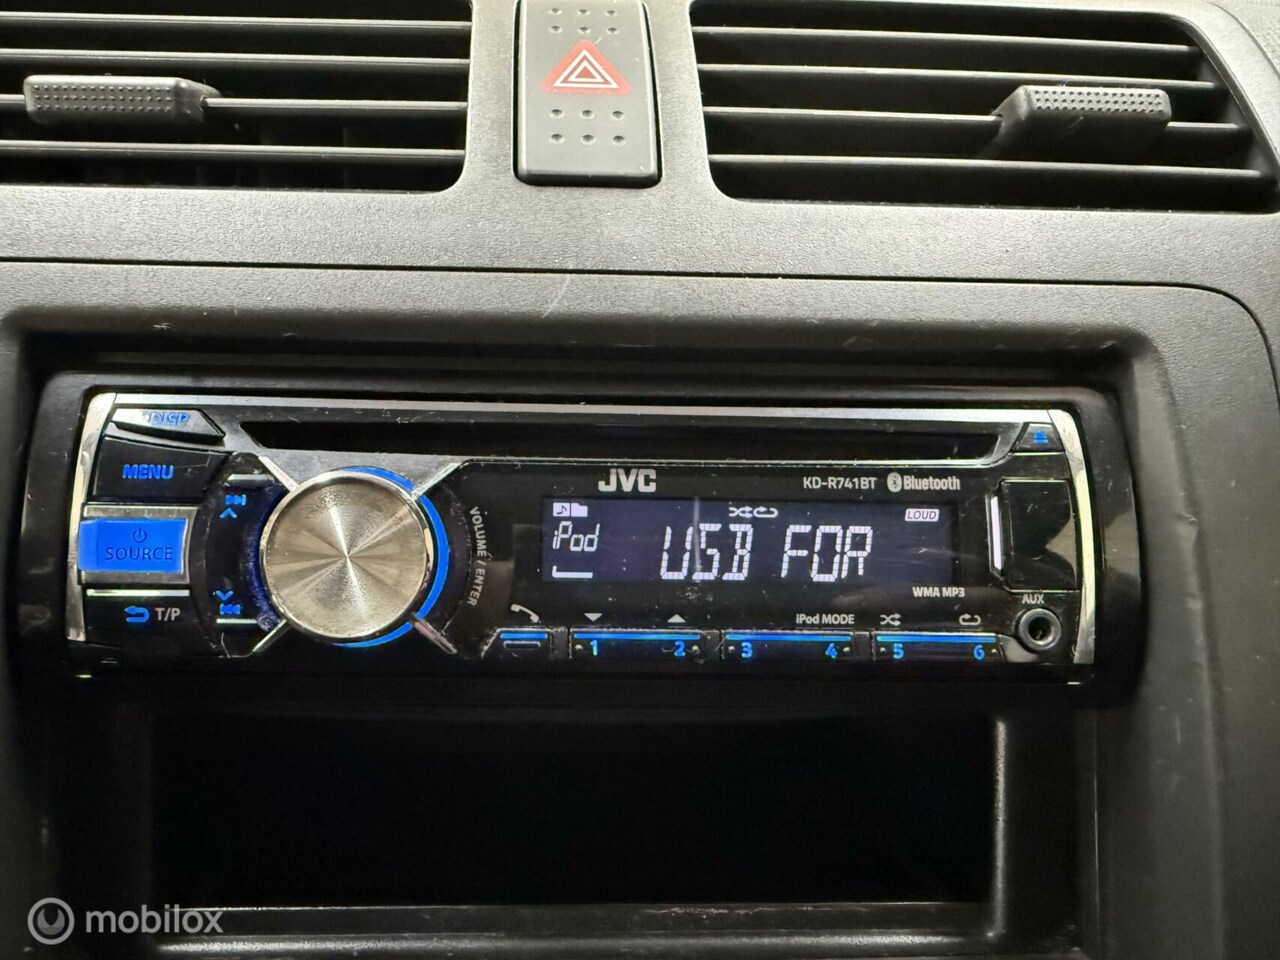 DISP
MENU
SOURCE
T/P
VOLUME / ENTER
JVC
KD-R741BT Bluetooth
LOUD
iPod USB FOR
WMA MP3
iPod MODE
AUX
1 2 3 4 5 6
mobilox